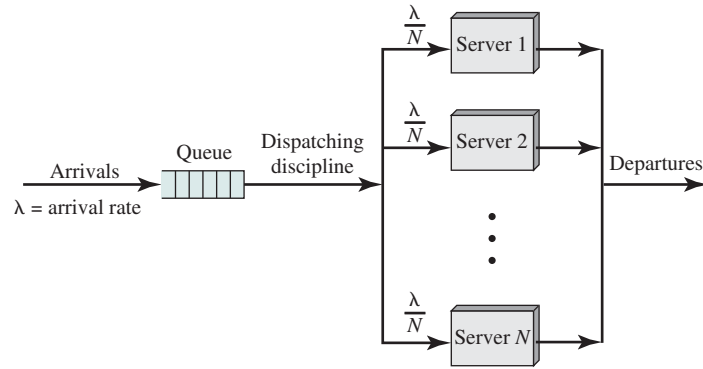 Arrivals
λ = arrival rate
Queue
Dispatching
discipline
λ
N
Server 1
λ
N
Server 2
λ
N
Server N
Departures